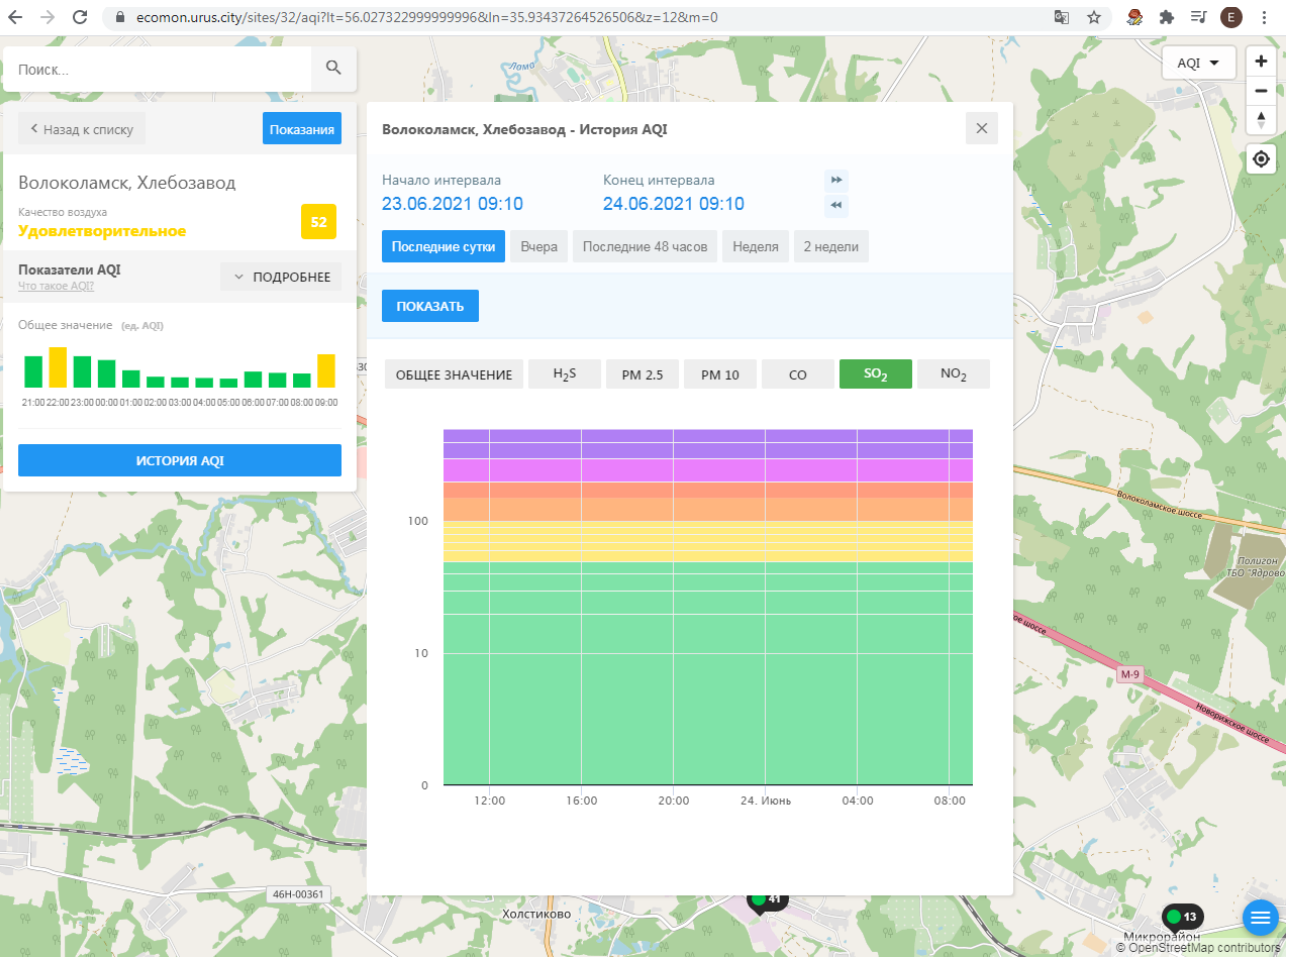 ecomon.urus.city/sites/32/aqi?lt=56.027322999999996&ln=35.93437264526506&z=12&m=0
E
Поиск...
AQI
Назад к списку
Показания
Волоколамск, Хлебозавод
Качество воздуха
Удовлетворительное
52
Показатели AQI
Что такое AQI?
ПОДРОБНЕЕ
Общее значение (ед. AQI)
21:00 22:00 23:00 00:00 01:00 02:00 03:00 04:00 05:00 06:00 07:00 08:00 09:00
ИСТОРИЯ AQI
Волоколамск, Хлебозавод - История AQI
Начало интервала
23.06.2021 09:10
Конец интервала
24.06.2021 09:10
Последние сутки
Вчера
Последние 48 часов
Неделя
2 недели
ПОКАЗАТЬ
ОБЩЕЕ ЗНАЧЕНИЕ
H2S
PM 2.5
PM 10
CO
SO2
NO2
100
10
0
12:00
16:00
20:00
24. Июнь
04:00
08:00
Лама
Волоколамское шоссе
Полигон
ТБО "Ядрово
М-9
Новорижское шоссе
46Н-00361
Холстиково
41
13
Микрорайон
© OpenStreetMap contributors